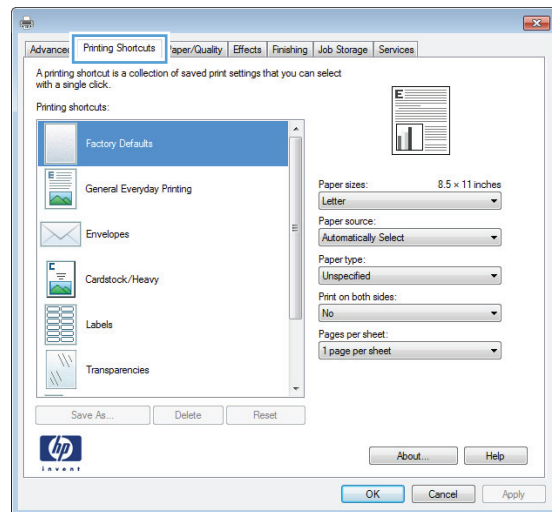 Advanced Printing Shortcuts Paper/Quality Effects Finishing Job Storage Services
A printing shortcut is a collection of saved print settings that you can select
with a single click.
Printing shortcuts:
E
Factory Defaults
E
General Everyday Printing
Envelopes
C
Cardstock/Heavy
Labels
Transparencies
Paper sizes: 8.5 × 11 inches
Letter
Paper source:
Automatically Select
Paper type:
Unspecified
Print on both sides:
No
Pages per sheet:
1 page per sheet
Save As... Delete Reset
hp
invent
About... Help
OK Cancel Apply